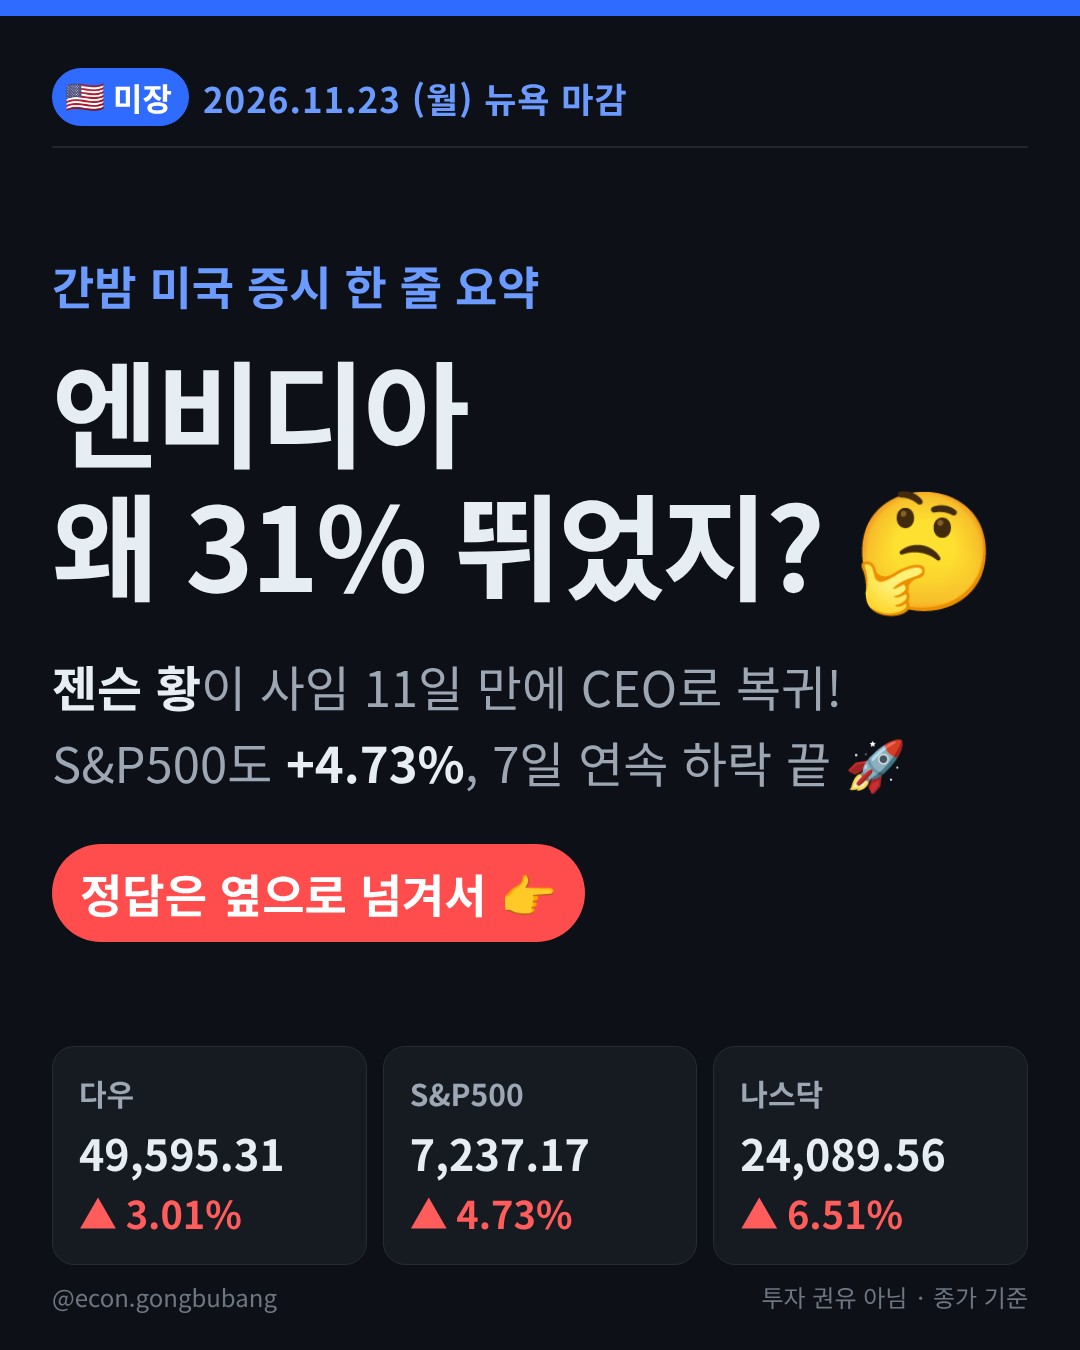 🇺🇸 미장 2026.11.23 (월) 뉴욕 마감
간밤 미국 증시 한 줄 요약
엔비디아
왜 31% 뛰었지? 🤔
젠슨 황이 사임 11일 만에 CEO로 복귀!
S&P500도 +4.73%, 7일 연속 하락 끝 🚀
정답은 옆으로 넘겨서 👉
다우 S&P500 나스닥
49,595.31 7,237.17 24,089.56
▲ 3.01% ▲ 4.73% ▲ 6.51%
@econ.gongbubang 투자 권유 아님 · 종가 기준